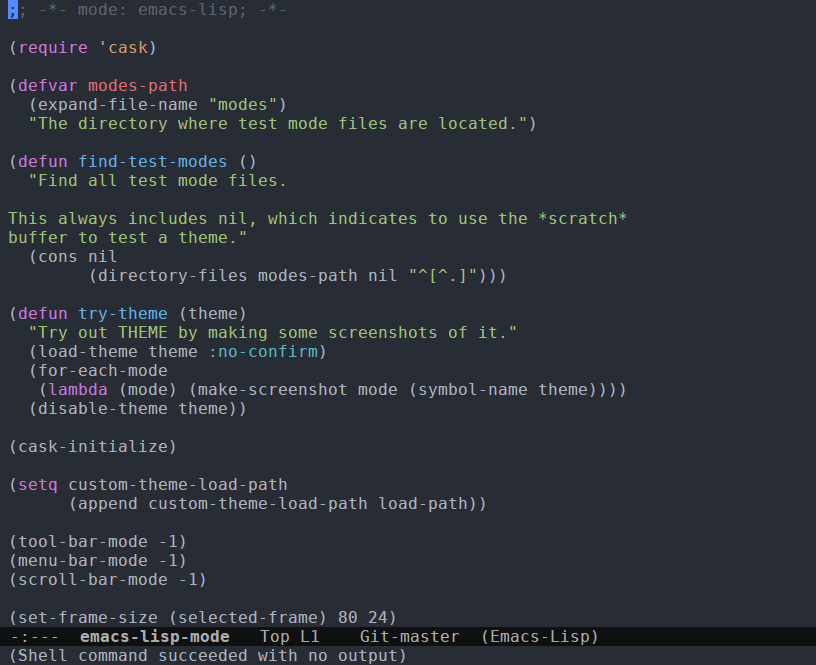 ;; -*- mode: emacs-lisp; -*-

(require 'cask)

(defvar modes-path
  (expand-file-name "modes")
  "The directory where test mode files are located.")

(defun find-test-modes ()
  "Find all test mode files.

This always includes nil, which indicates to use the *scratch*
buffer to test a theme."
  (cons nil
        (directory-files modes-path nil "^[^.]")))

(defun try-theme (theme)
  "Try out THEME by making some screenshots of it."
  (load-theme theme :no-confirm)
  (for-each-mode
   (lambda (mode) (make-screenshot mode (symbol-name theme))))
  (disable-theme theme))

(cask-initialize)

(setq custom-theme-load-path
      (append custom-theme-load-path load-path))

(tool-bar-mode -1)
(menu-bar-mode -1)
(scroll-bar-mode -1)

(set-frame-size (selected-frame) 80 24)
-:---  emacs-lisp-mode   Top L1    Git-master  (Emacs-Lisp)
(Shell command succeeded with no output)